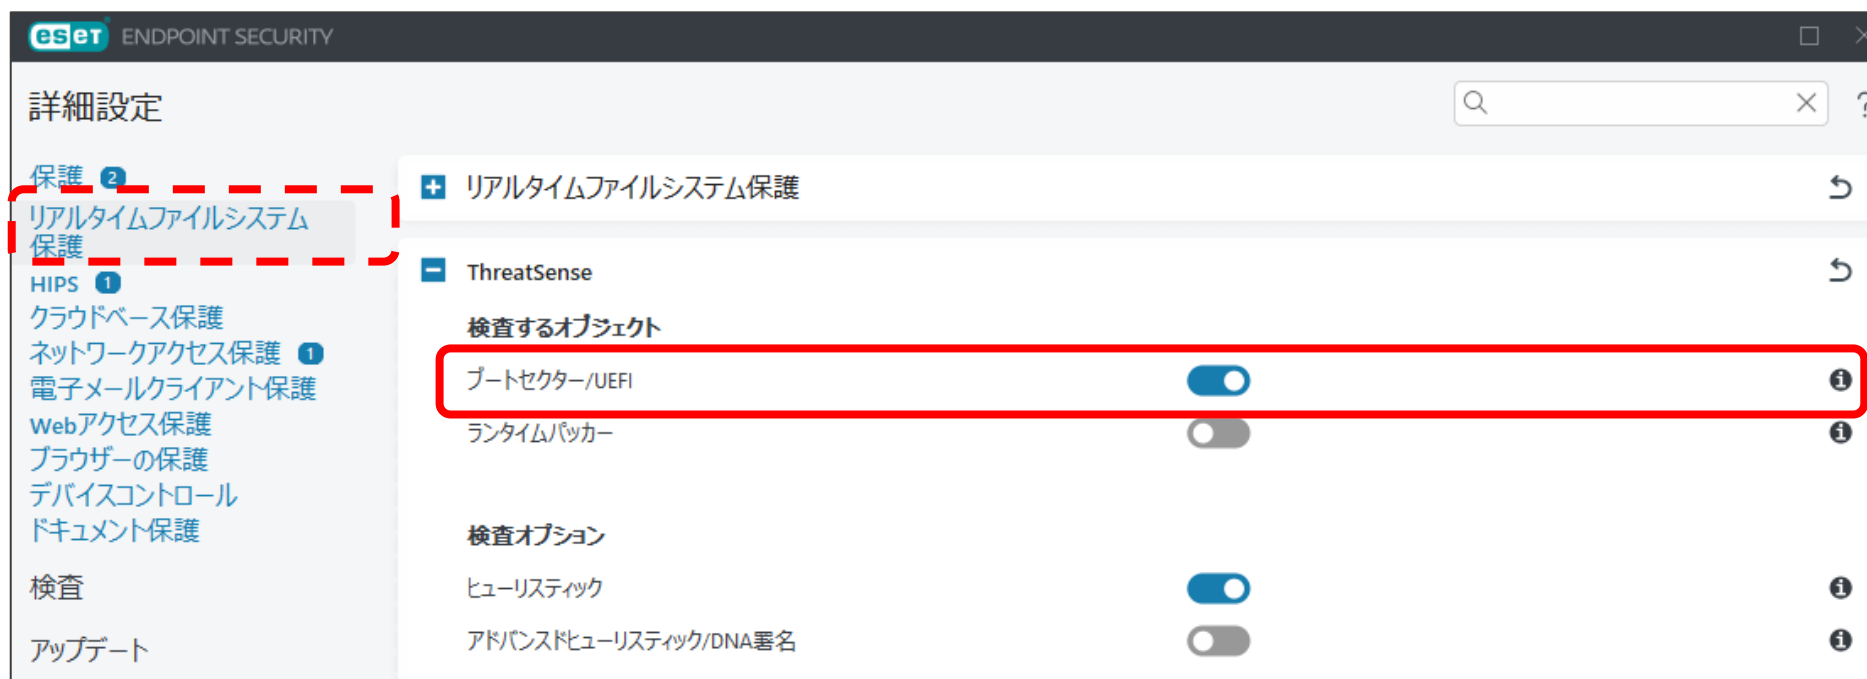 eset ENDPOINT SECURITY
詳細設定
?
保護 2
リアルタイムファイルシステム
保護
HIPS 1
クラウドベース保護
ネットワークアクセス保護 1
電子メールクライアント保護
Webアクセス保護
ブラウザーの保護
デバイスコントロール
ドキュメント保護
検査
アップデート
リアルタイムファイルシステム保護
ThreatSense
検査するオブジェクト
ブートセクター/UEFI
ランタイムパッカー
検査オプション
ヒューリスティック
アドバンスドヒューリスティック/DNA署名